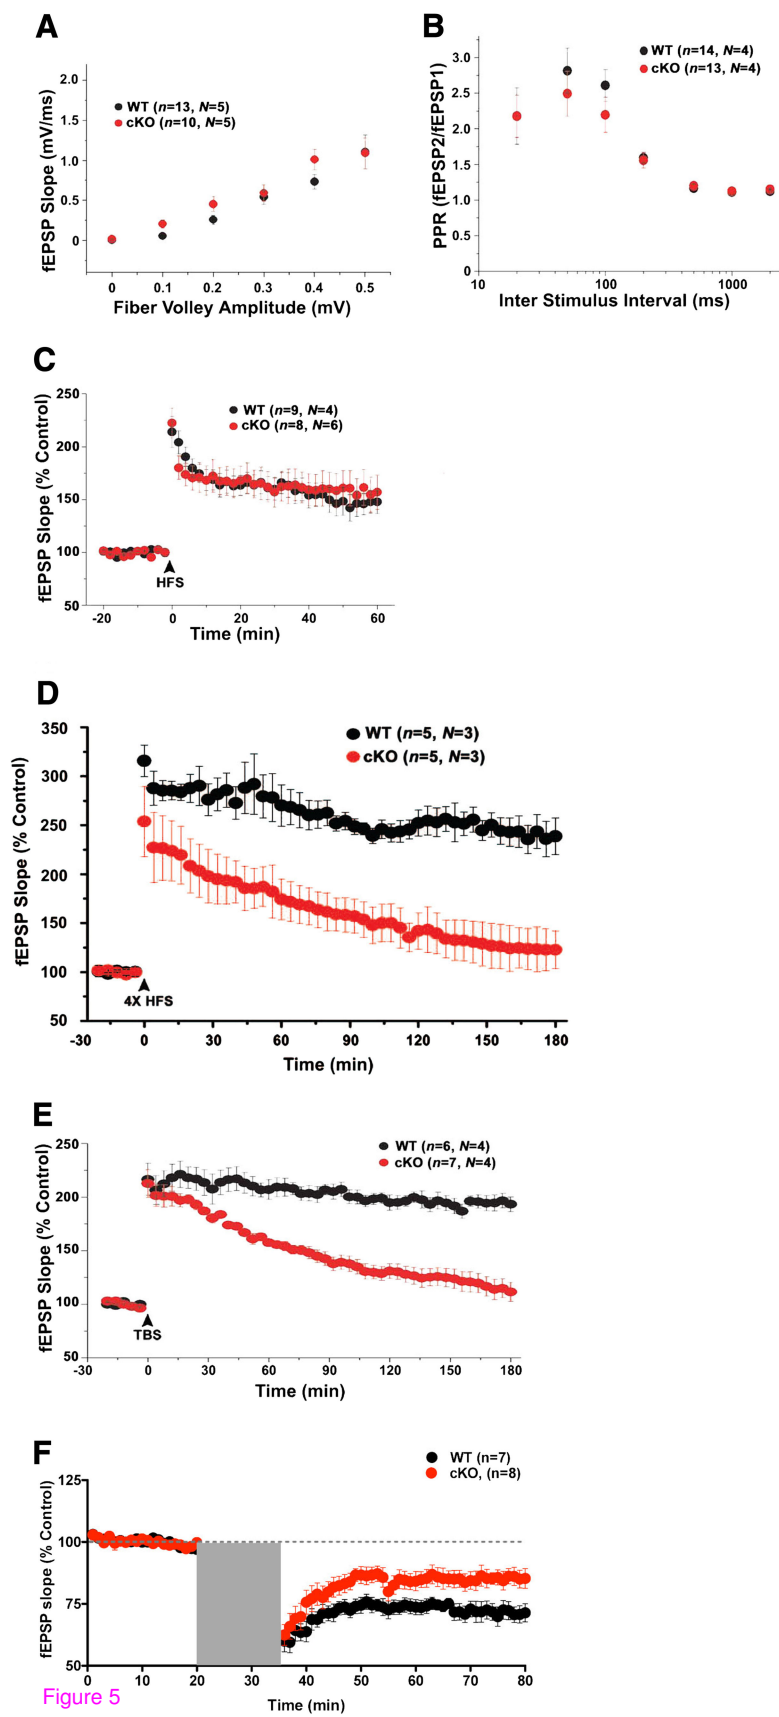 A
fEPSP Slope (mV/ms)
2.0
1.5
1.0
0.5
0
WT (n=13, N=5)
cKO (n=10, N=5)
0 0.1 0.2 0.3 0.4 0.5
Fiber Volley Amplitude (mV)
B
PPR (fEPSP2/fEPSP1)
3.0
2.5
2.0
1.5
1.0
0.5
0
WT (n=14, N=4)
cKO (n=13, N=4)
10 100 1000
Inter Stimulus Interval (ms)
C
fEPSP Slope (% Control)
250
200
150
100
50
WT (n=9, N=4)
cKO (n=8, N=6)
HFS
-20 0 20 40 60
Time (min)
D
fEPSP Slope (% Control)
350
300
250
200
150
100
50
WT (n=5, N=3)
cKO (n=5, N=3)
4X HFS
-30 0 30 60 90 120 150 180
Time (min)
E
fEPSP Slope (% Control)
250
200
150
100
50
WT (n=6, N=4)
cKO (n=7, N=4)
TBS
-30 0 30 60 90 120 150 180
Time (min)
F
fEPSP slope (% Control)
125
100
75
50
WT (n=7)
cKO, (n=8)
0 10 20 30 40 50 60 70 80
Time (min)
Figure 5